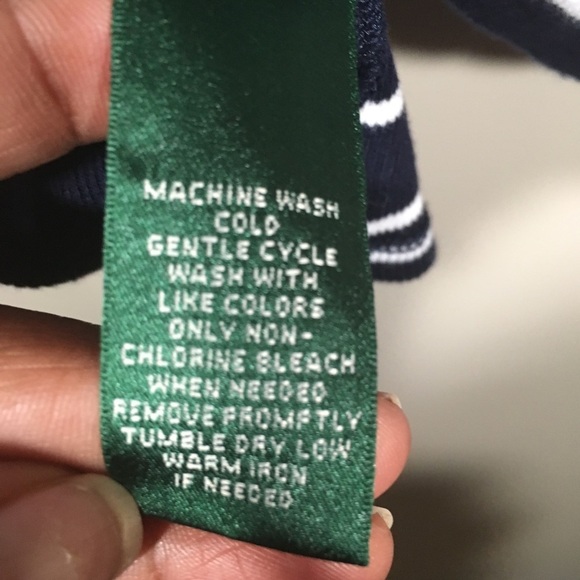 MACHINE WASH
COLD
GENTLE CYCLE
WASH WITH
LIKE COLORS
ONLY NON-
CHLORINE BLEACH
WHEN NEEDED
REMOVE PROMPTLY
TUMBLE DRY LOW
WARM IRON
IF NEEDED